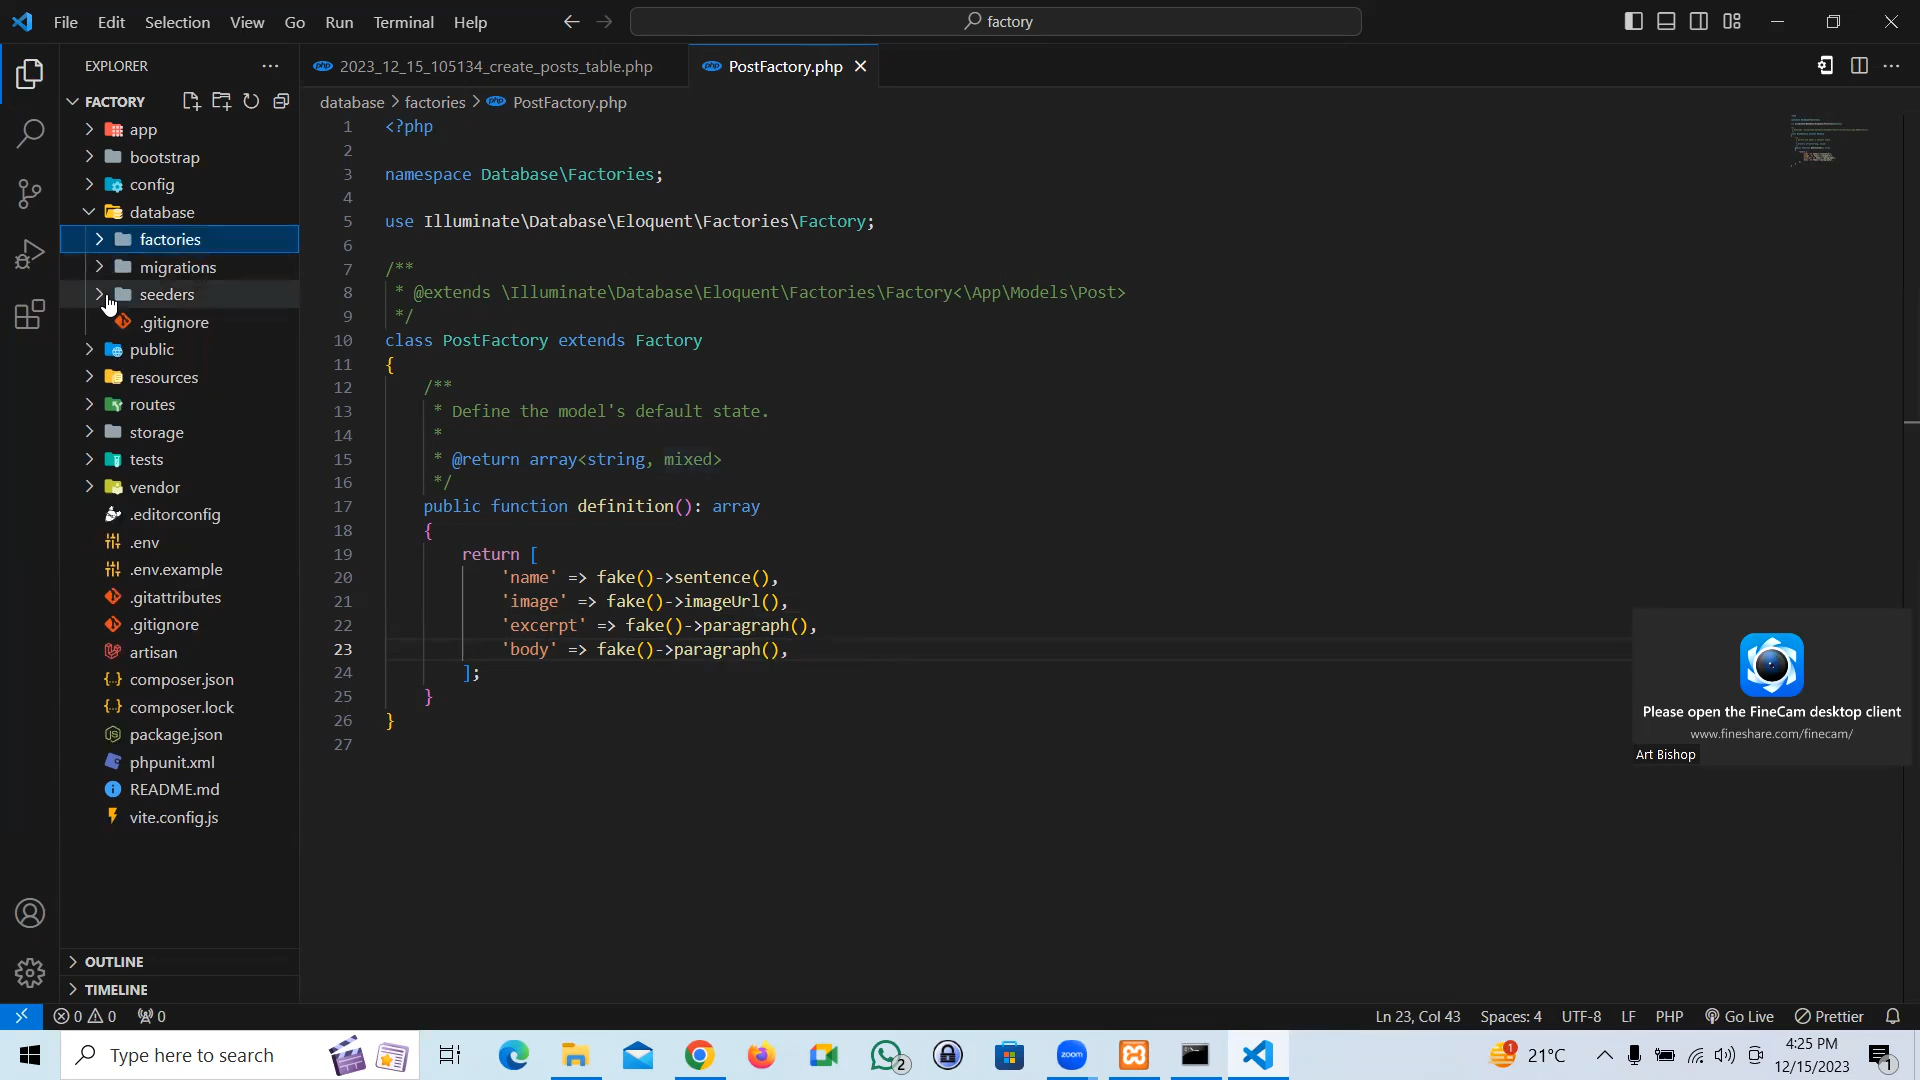 File Edit Selection View Go Run Terminal Help
factory
EXPLORER
2023_12_15_105134_create_posts_table.php
PostFactory.php
FACTORY
database > factories > PostFactory.php
app
bootstrap
config
database
factories
migrations
seeders
.gitignore
public
resources
routes
storage
tests
vendor
.editorconfig
.env
.env.example
.gitattributes
.gitignore
artisan
composer.json
composer.lock
package.json
phpunit.xml
README.md
vite.config.js
OUTLINE
TIMELINE
1 <?php
2
3 namespace Database\Factories;
4
5 use Illuminate\Database\Eloquent\Factories\Factory;
6
7 /**
8 * @extends \Illuminate\Database\Eloquent\Factories\Factory<\App\Models\Post>
9 */
10 class PostFactory extends Factory
11 {
12 /**
13 * Define the model's default state.
14 *
15 * @return array<string, mixed>
16 */
17 public function definition(): array
18 {
19 return [
20 'name' => fake()->sentence(),
21 'image' => fake()->imageUrl(),
22 'excerpt' => fake()->paragraph(),
23 'body' => fake()->paragraph(),
24 ];
25 }
26 }
27
Please open the FineCam desktop client
www.fineshare.com/finecam/
Art Bishop
0 0 0
Ln 23, Col 43 Spaces: 4 UTF-8 LF PHP Go Live Prettier
Type here to search
2
zoom
1
21°C
4:25 PM
12/15/2023
1